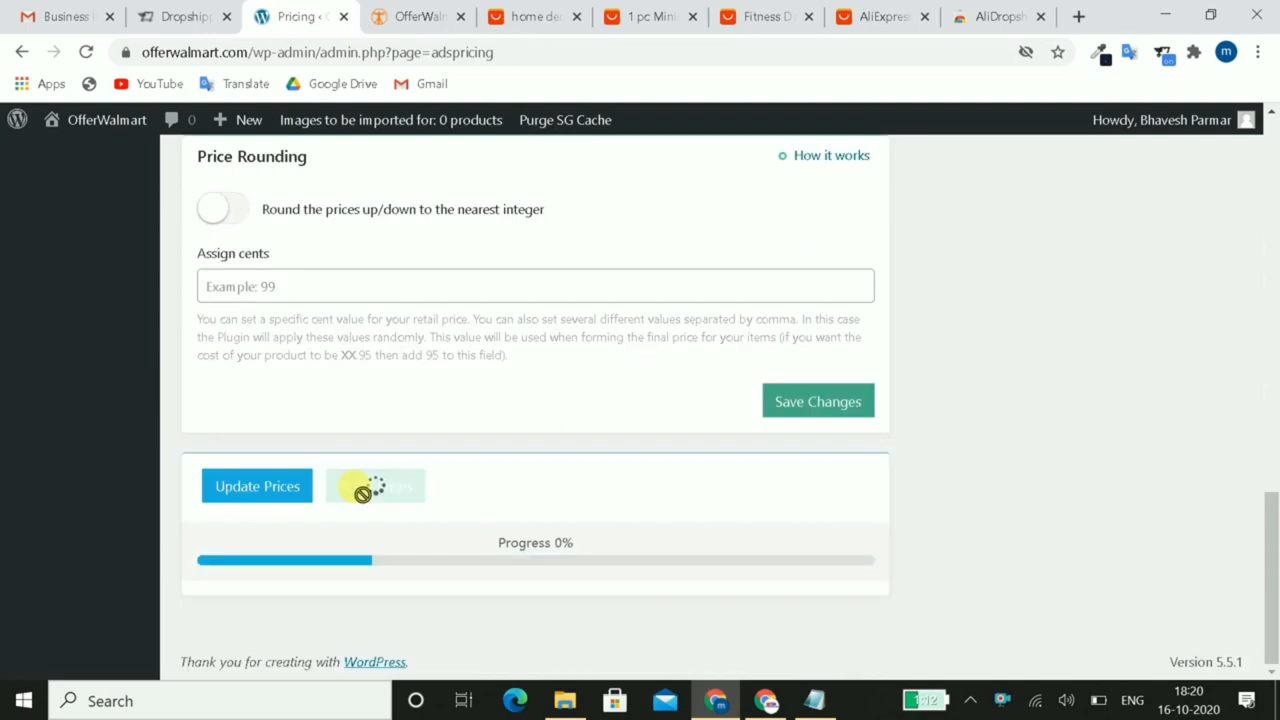 Business
Dropship
Pricing ‹
OfferWal
home de
1 pc Mini
Fitness D
AliExpres
AliDropsh
offerwalmart.com/wp-admin/admin.php?page=adspricing
m
Apps
YouTube
Translate
Google Drive
Gmail
OfferWalmart
0
New
Images to be imported for: 0 products
Purge SG Cache
Howdy, Bhavesh Parmar
Price Rounding
How it works
Round the prices up/down to the nearest integer
Assign cents
Example: 99
You can set a specific cent value for your retail price. You can also set several different values separated by comma. In this case
the Plugin will apply these values randomly. This value will be used when forming the final price for your items (if you want the
cost of your product to be XX.95 then add 95 to this field).
Save Changes
Update Prices
Progress 0%
Thank you for creating with WordPress.
Version 5.5.1
Search
ENG
18:20
16-10-2020